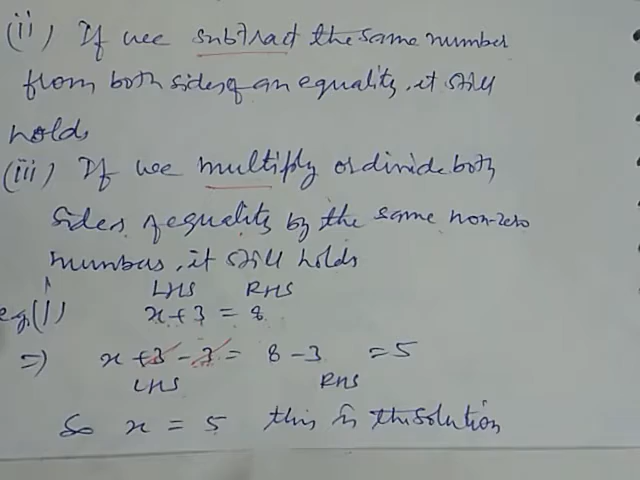 (ii) If we subtract the same number
from both sides of an equality, it still
holds
(iii) If we multiply or divide both
sides of equality by the same non-zero
number, it still holds
LHS RHS
eg.(1) x + 3 = 8
=) x + 3 - 3 = 8 - 3 = 5
LHS RHS
So x = 5 this is the solution